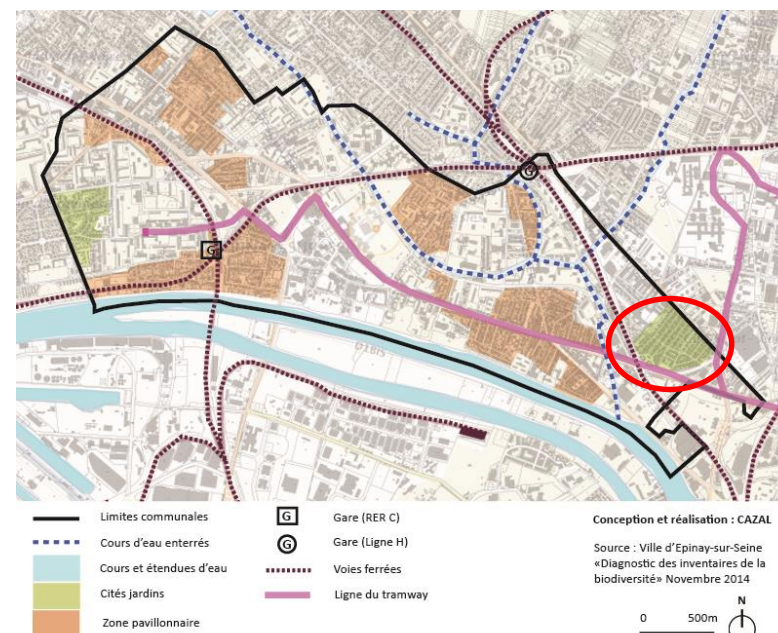 G
G
D1BIS
Limites communales
Cours d'eau enterrés
Cours et étendues d'eau
Cités jardins
Zone pavillonnaire
G Gare (RER C)
G Gare (Ligne H)
Voies ferrées
Ligne du tramway
Conception et réalisation : CAZAL
Source : Ville d'Epinay-sur-Seine
«Diagnostic des inventaires de la
biodiversité» Novembre 2014
N
0 500m